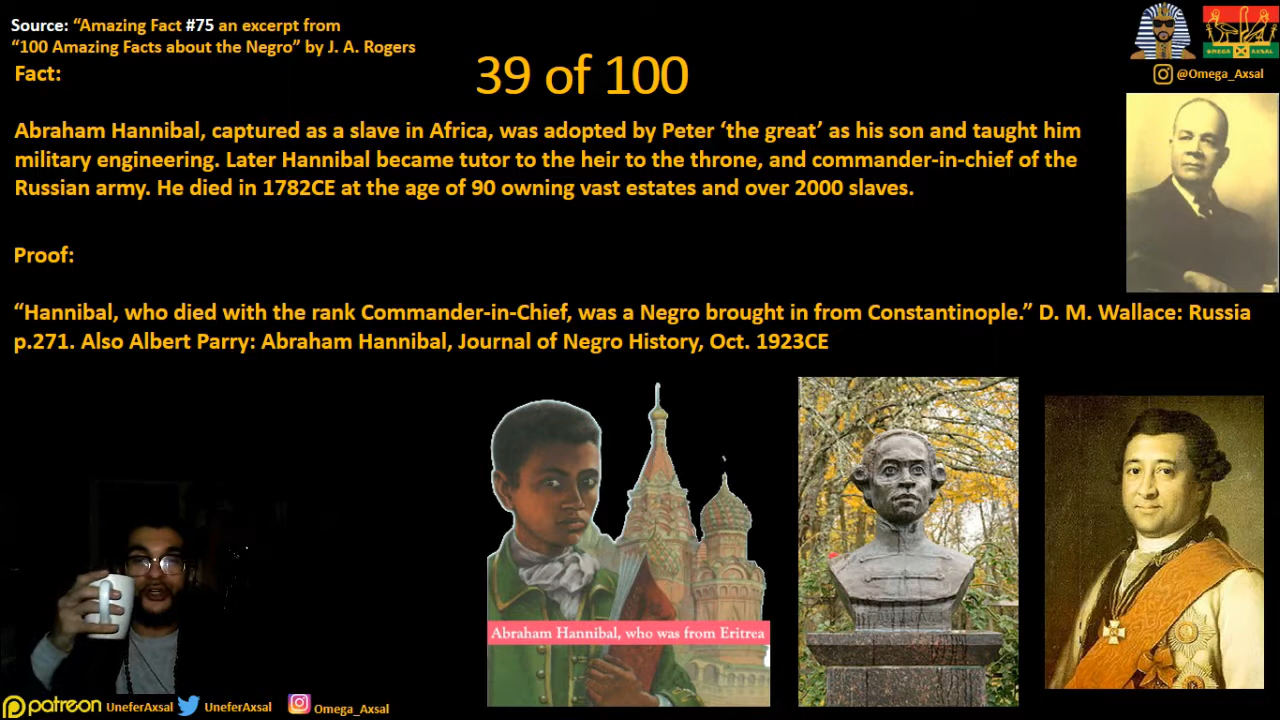 Source: “Amazing Fact #75 an excerpt from
“100 Amazing Facts about the Negro” by J. A. Rogers
Fact:
39 of 100
OMEGA AXSAL
@Omega_Axsal
Abraham Hannibal, captured as a slave in Africa, was adopted by Peter ‘the great’ as his son and taught him
military engineering. Later Hannibal became tutor to the heir to the throne, and commander-in-chief of the
Russian army. He died in 1782CE at the age of 90 owning vast estates and over 2000 slaves.
Proof:
“Hannibal, who died with the rank Commander-in-Chief, was a Negro brought in from Constantinople.” D. M. Wallace: Russia
p.271. Also Albert Parry: Abraham Hannibal, Journal of Negro History, Oct. 1923CE
Abraham Hannibal, who was from Eritrea
patreon UneferAxsal UneferAxsal Omega_Axsal